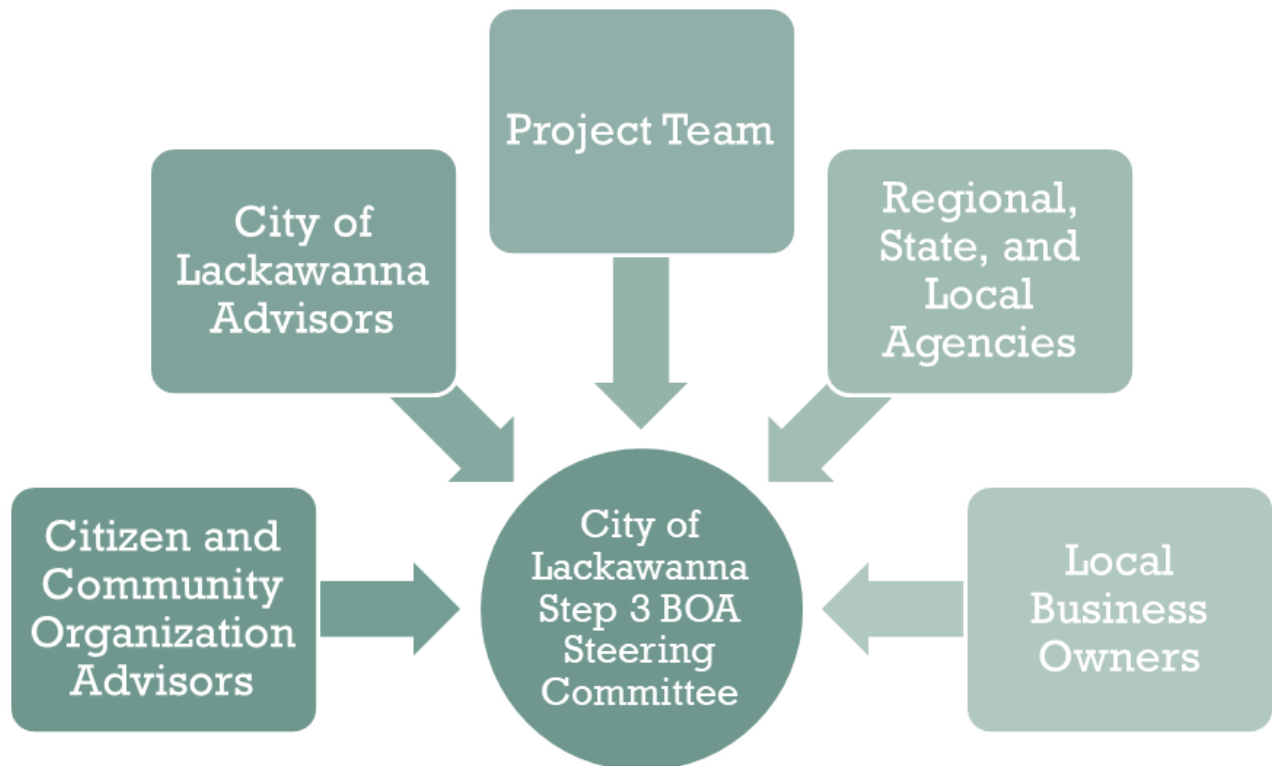 Project Team
City of
Lackawanna
Advisors
Regional,
State, and
Local
Agencies
Citizen and
Community
Organization
Advisors
City of
Lackawanna
Step 3 BOA
Steering
Committee
Local
Business
Owners